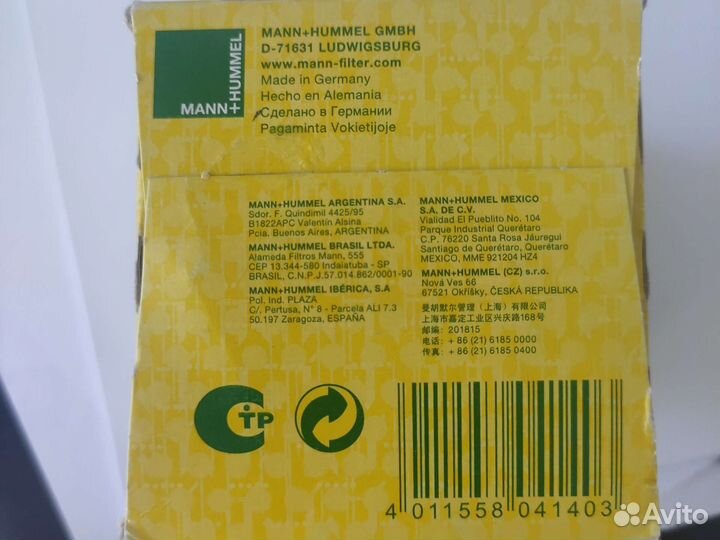 MANN+HUMMEL
MANN+HUMMEL GMBH
D-71631 LUDWIGSBURG
www.mann-filter.com
Made in Germany
Hecho en Alemania
Сделано в Германии
Pagaminta Vokietijoje
MANN+HUMMEL ARGENTINA S.A.
Sdor. F. Quindimil 4425/95
B1822APC Valentín Alsina
Pcia. Buenos Aires, ARGENTINA
MANN+HUMMEL BRASIL LTDA.
Alameda Filtros Mann, 555
CEP 13.344-580 Indaiatuba - SP
BRASIL, C.N.P.J.57.014.862/0001-90
MANN+HUMMEL IBÉRICA, S.A
Pol. Ind. PLAZA
C/. Pertusa, N° 8 - Parcela ALI 7.3
50.197 Zaragoza, ESPAÑA
MANN+HUMMEL MEXICO
S.A. DE C.V.
Vialidad El Pueblito No. 104
Parque Industrial Querétaro
C.P. 76220 Santa Rosa Jáuregui
Santiago de Querétaro, Querétaro
MEXICO, MME 921204 HZ4
MANN+HUMMEL (CZ) s.r.o.
Nová Ves 66
67521 Okříšky, ČESKÁ REPUBLIKA
曼胡默尔管理（上海）有限公司
上海市嘉定工业区兴庆路168号
邮编: 201815
电话: + 86 (21) 6185 0000
传真: + 86 (21) 6185 0400
СТР
4 011558 041403
Avito